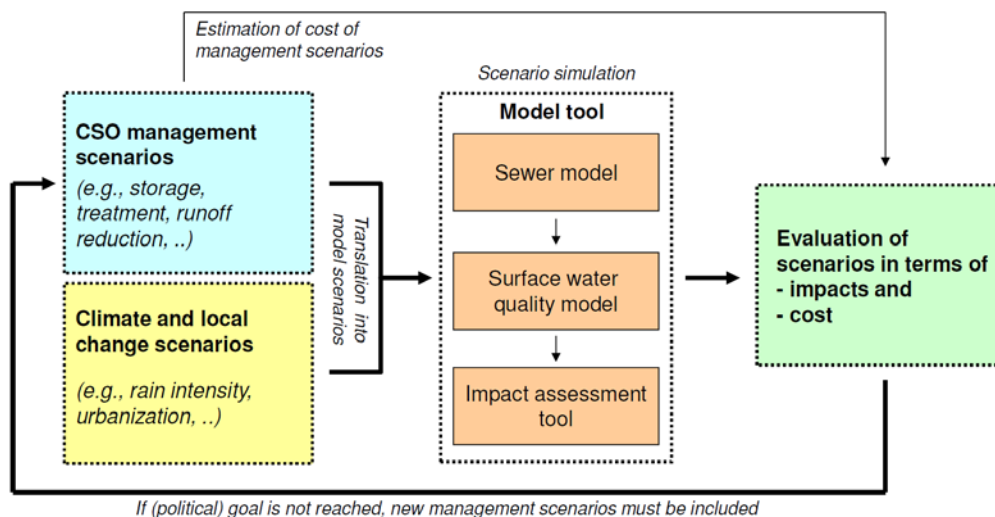 Estimation of cost of
management scenarios
Scenario simulation
CSO management
scenarios
(e.g., storage,
treatment, runoff
reduction, ..)
Climate and local
change scenarios
(e.g., rain intensity,
urbanization, ..)
Translation into
model scenarios
Model tool
Sewer model
Surface water
quality model
Impact assessment
tool
Evaluation of
scenarios in terms of
- impacts and
- cost
If (political) goal is not reached, new management scenarios must be included